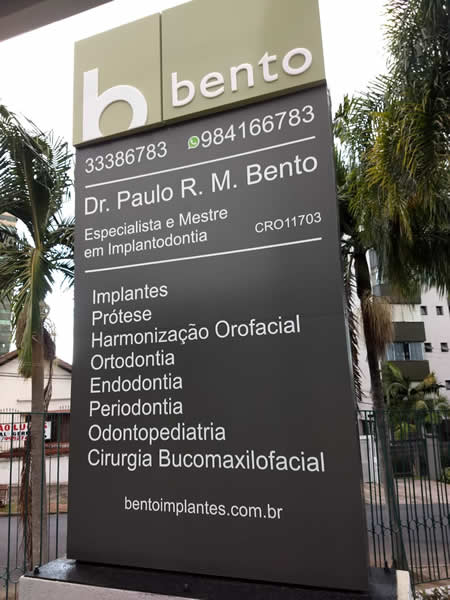 b bento
33386783 984166783
Dr. Paulo R. M. Bento
Especialista e Mestre
em Implantodontia CRO11703
Implantes
Prótese
Harmonização Orofacial
Ortodontia
Endodontia
Periodontia
Odontopediatria
Cirurgia Bucomaxilofacial
bentoimplantes.com.br